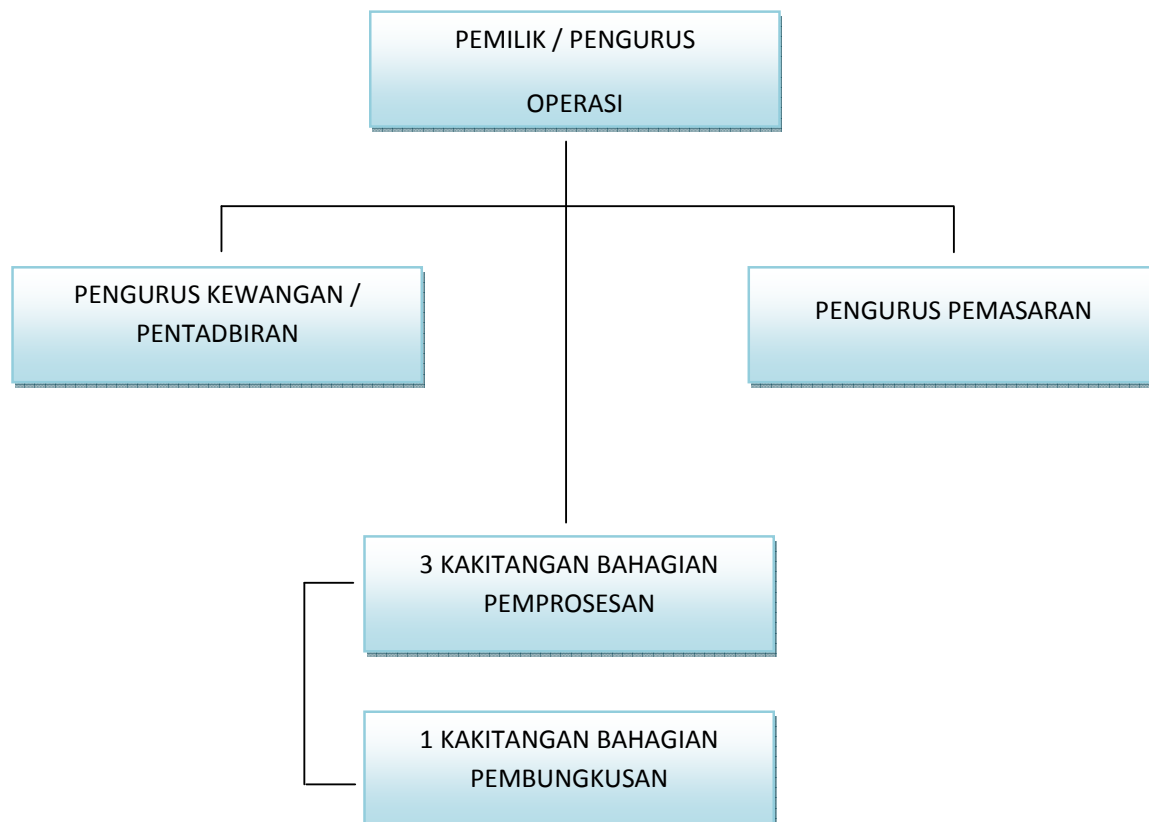 PEMILIK / PENGURUS
OPERASI
PENGURUS KEWANGAN /
PENTADBIRAN
PENGURUS PEMASARAN
3 KAKITANGAN BAHAGIAN
PEMPROSESAN
1 KAKITANGAN BAHAGIAN
PEMBUNGKUSAN